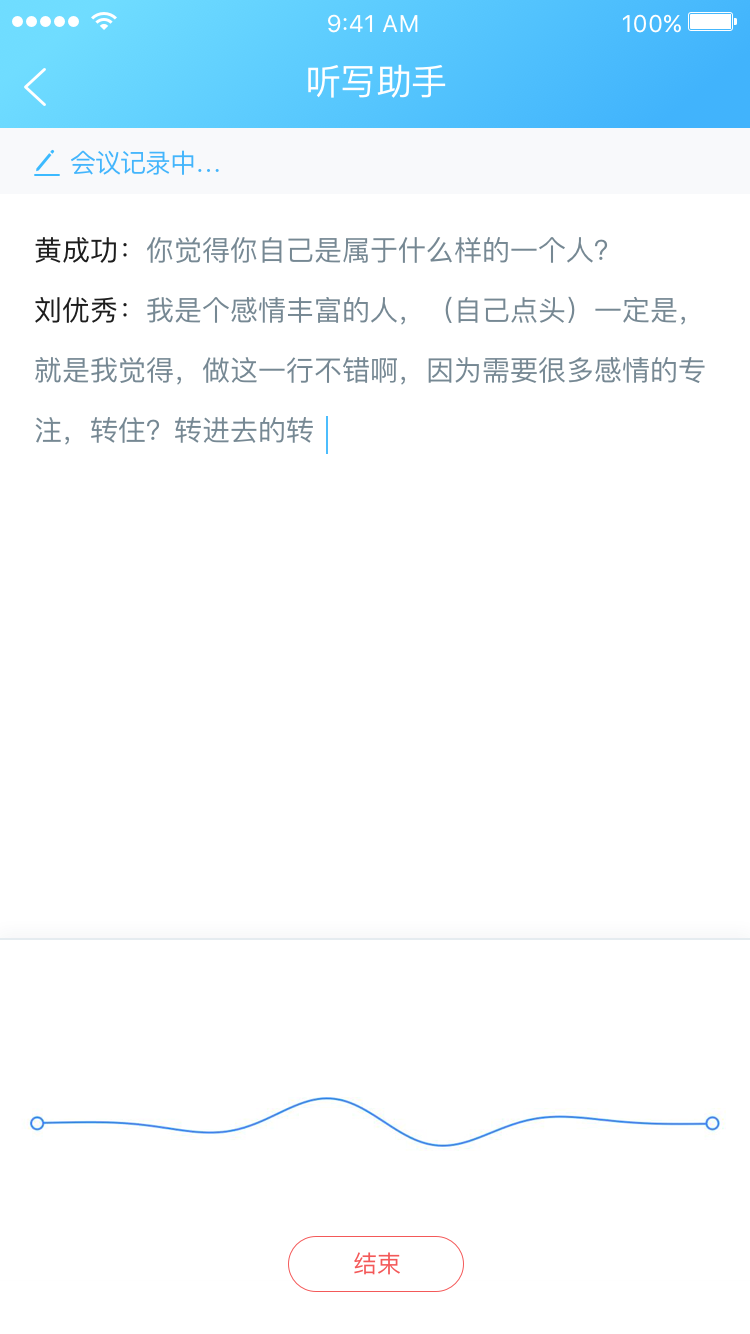 9:41 AM
100%
听写助手
会议记录中...
黄成功：你觉得你自己是属于什么样的一个人？
刘优秀：我是个感情丰富的人，（自己点头）一定是，
就是我觉得，做这一行不错啊，因为需要很多感情的专
注，转住？转进去的转
结束